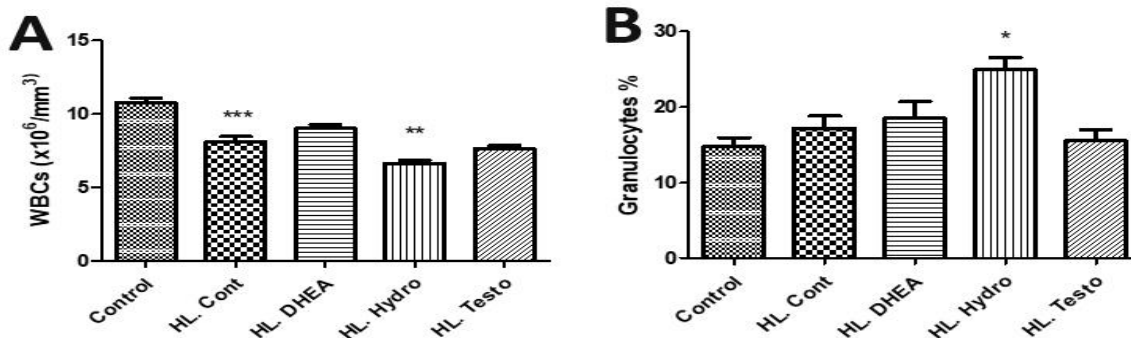 A
WBCs (x10⁶/mm³)
15
10
5
0
***
**
Control
HL. Cont
HL. DHEA
HL. Hydro
HL. Testo
B
Granulocytes %
30
20
10
0
*
Control
HL. Cont
HL. DHEA
HL. Hydro
HL. Testo